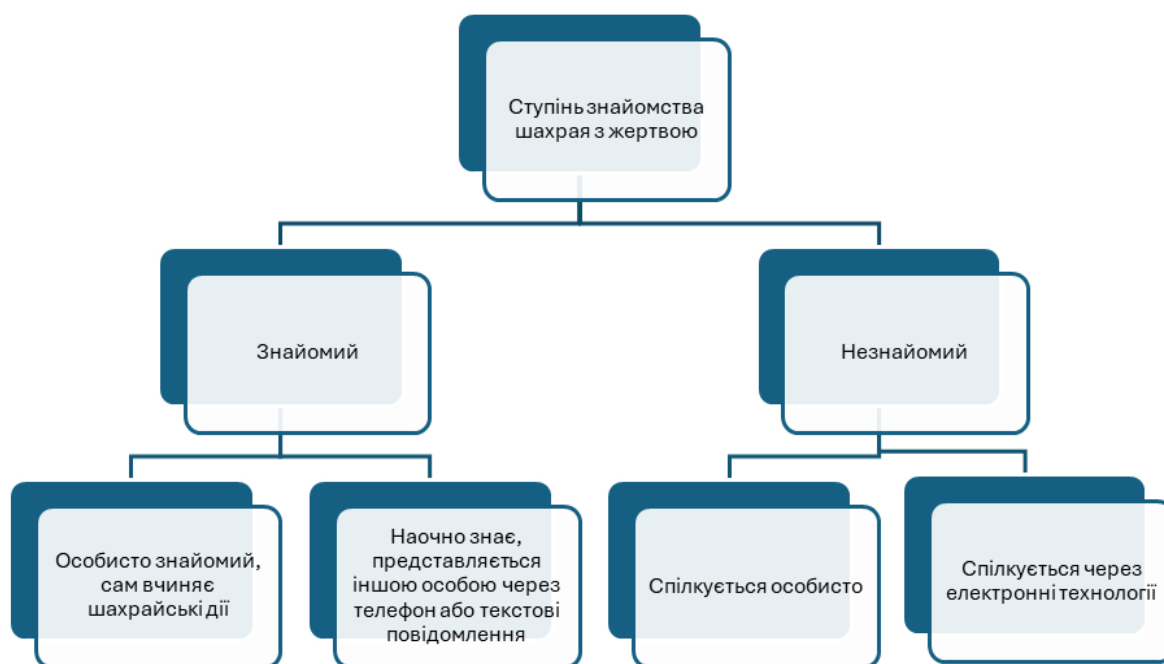 Ступінь знайомства
шахрая з жертвою
Знайомий
Незнайомий
Особисто знайомий,
сам вчиняє
шахрайські дії
Наочно знає,
представляється
іншою особою через
телефон або текстові
повідомлення
Спілкується особисто
Спілкується через
електронні технології